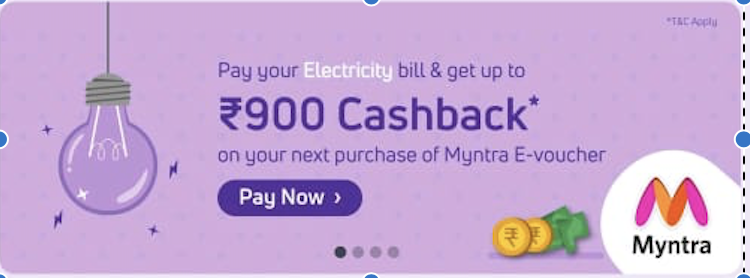 *T&C Apply
Pay your Electricity bill & get up to
₹900 Cashback*
on your next purchase of Myntra E-voucher
Pay Now ›
₹ ₹
Myntra